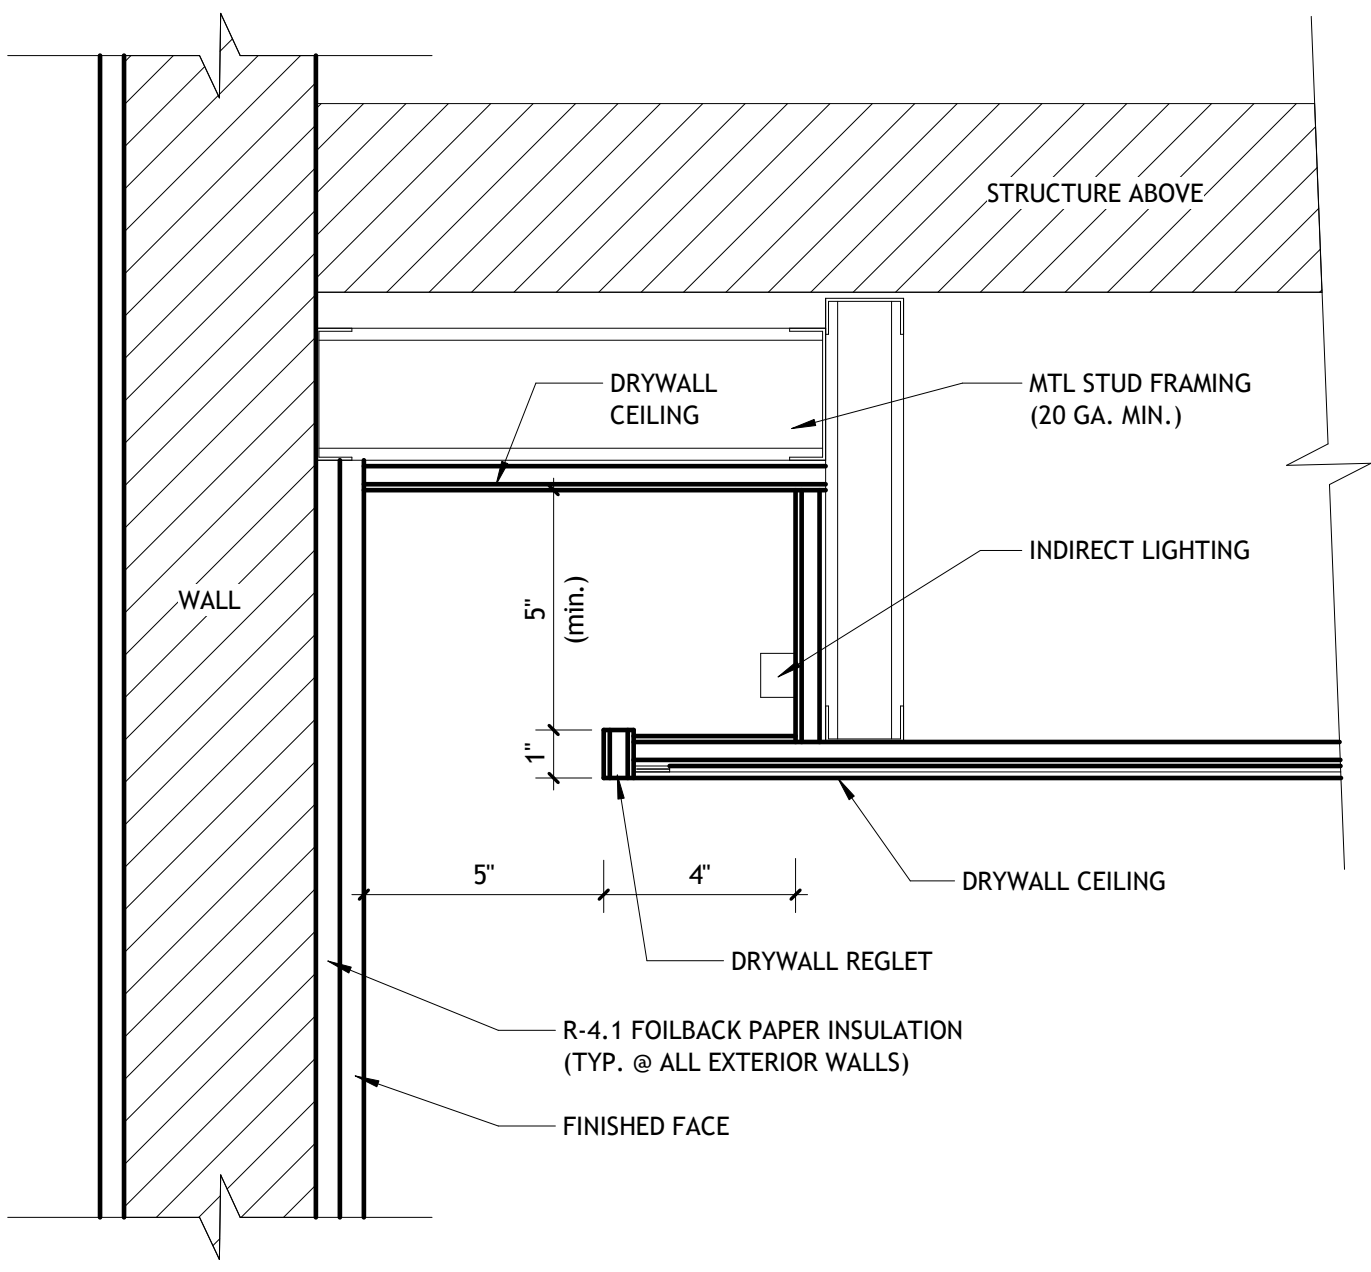 STRUCTURE ABOVE
DRYWALL
CEILING
MTL STUD FRAMING
(20 GA. MIN.)
INDIRECT LIGHTING
WALL
5"
(min.)
1"
5"
4"
DRYWALL CEILING
DRYWALL REGLET
R-4.1 FOILBACK PAPER INSULATION
(TYP. @ ALL EXTERIOR WALLS)
FINISHED FACE